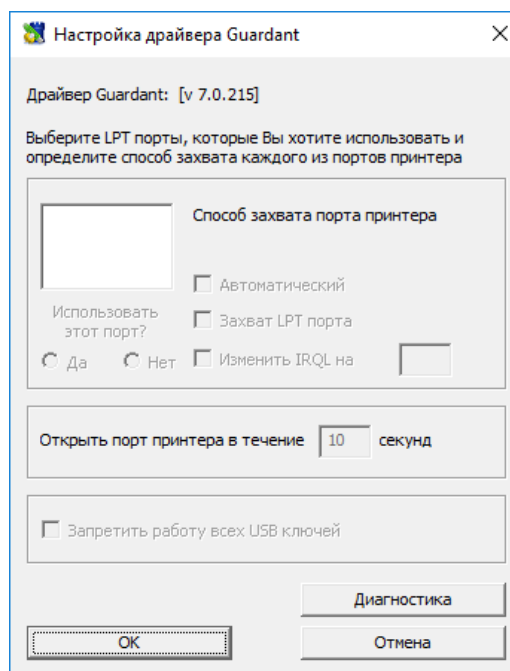 Настройка драйвера Guardant
Драйвер Guardant: [v 7.0.215]
Выберите LPT порты, которые Вы хотите использовать и
определите способ захвата каждого из портов принтера
Способ захвата порта принтера
Автоматический
Использовать
этот порт?
Захват LPT порта
Да Нет Изменить IRQL на
Открыть порт принтера в течение 10 секунд
Запретить работу всех USB ключей
Диагностика
OK Отмена